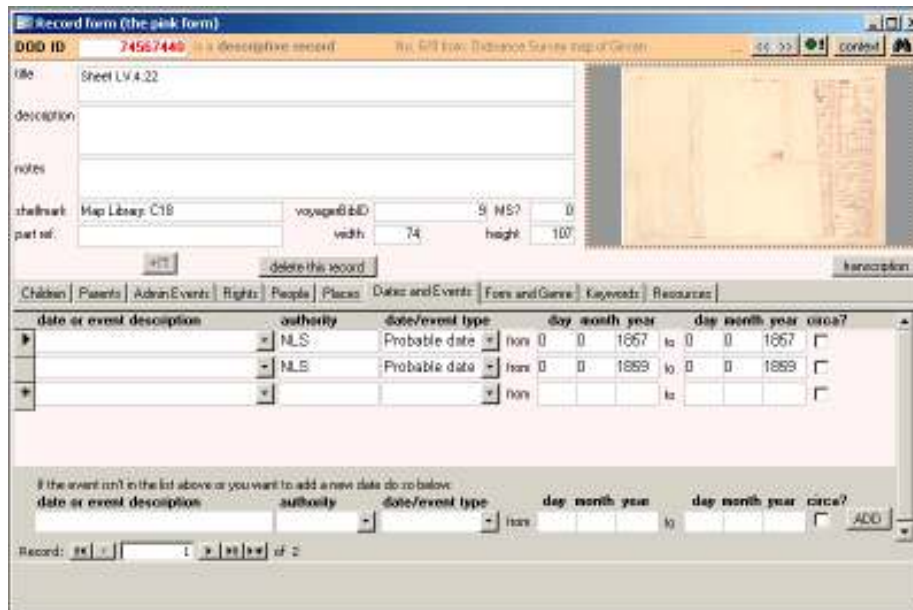 Record form (the pink form)
DOD ID 74567440 is a descriptive record No. 6/8 from Ordnance Survey map of Girvan ... << >> context
title Sheet LV.4.22
description
notes
shelfmark Map Library: C18 voyagerBibID 9 MS? 0
part ref. width 74 height 107
delete this record transcription
Children Parents Admin Events Rights People Places Dates and Events Form and Genre Keywords Resources
date or event description authority date/event type day month year day month year circa?
NLS Probable date from 0 0 1857 to 0 0 1857
NLS Probable date from 0 0 1859 to 0 0 1859
from to
If the event isn't in the list above or you want to add a new date do so below:
date or event description authority date/event type day month year day month year circa?
from to ADD
Record: 1 of 2